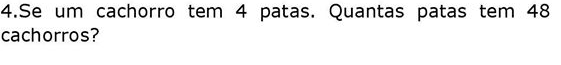 4.Se um cachorro tem 4 patas. Quantas patas tem 48
cachorros?